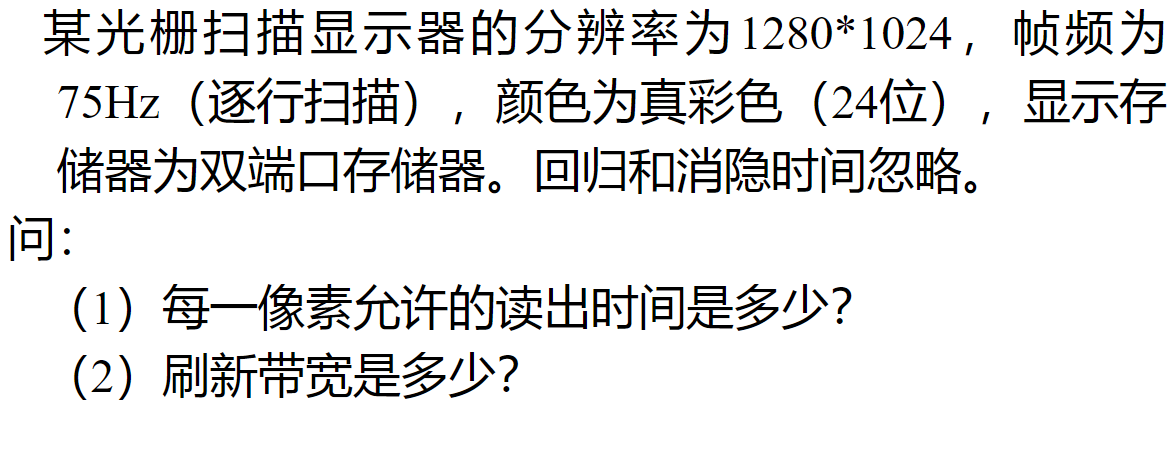 某光栅扫描显示器的分辨率为1280*1024，帧频为
75Hz（逐行扫描），颜色为真彩色（24位），显示存
储器为双端口存储器。回归和消隐时间忽略。
问：
（1）每一像素允许的读出时间是多少？
（2）刷新带宽是多少？